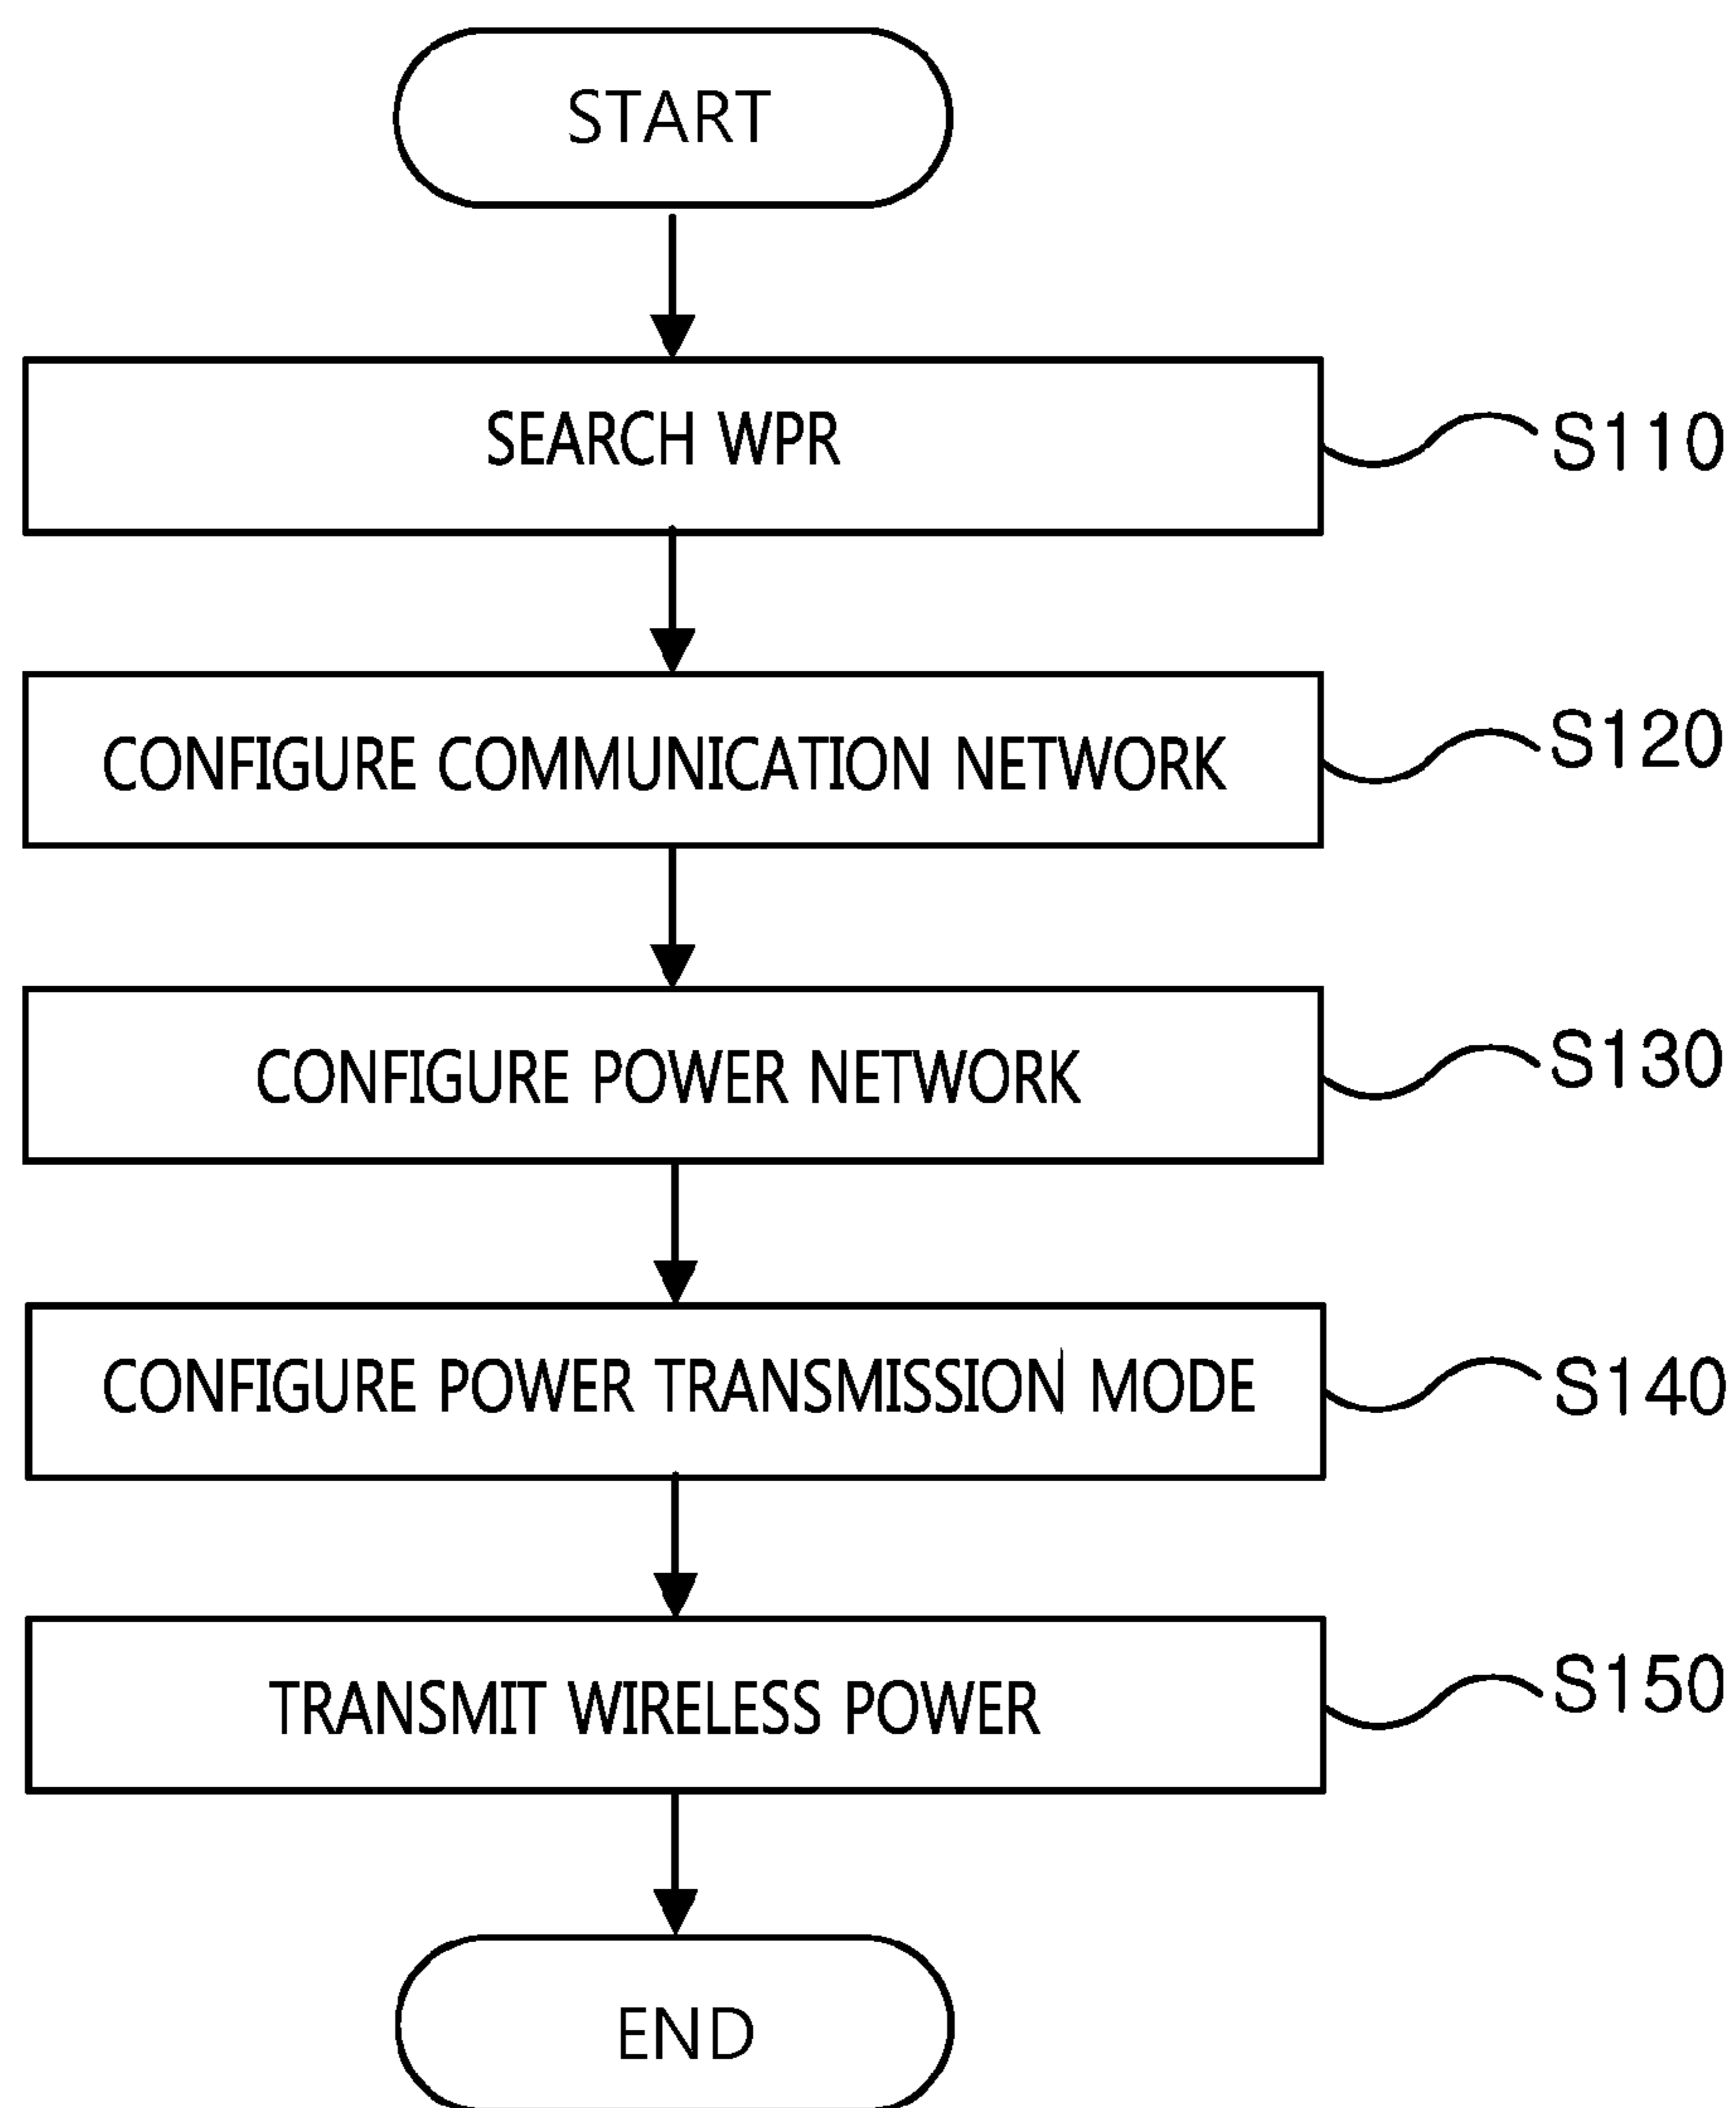 START
SEARCH WPR
S110
CONFIGURE COMMUNICATION NETWORK
S120
CONFIGURE POWER NETWORK
S130
CONFIGURE POWER TRANSMISSION MODE
S140
TRANSMIT WIRELESS POWER
S150
END